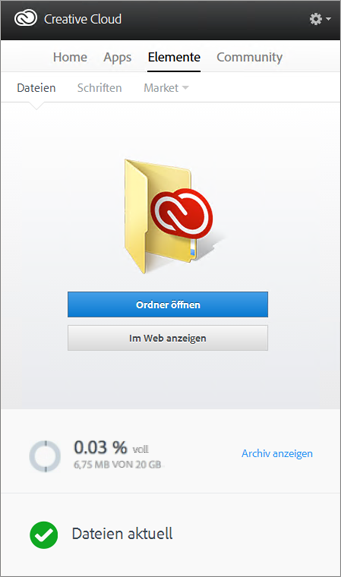 Creative Cloud
Home Apps Elemente Community
Dateien Schriften Market
Ordner öffnen
Im Web anzeigen
0.03 % voll
6,75 MB VON 20 GB
Archiv anzeigen
Dateien aktuell